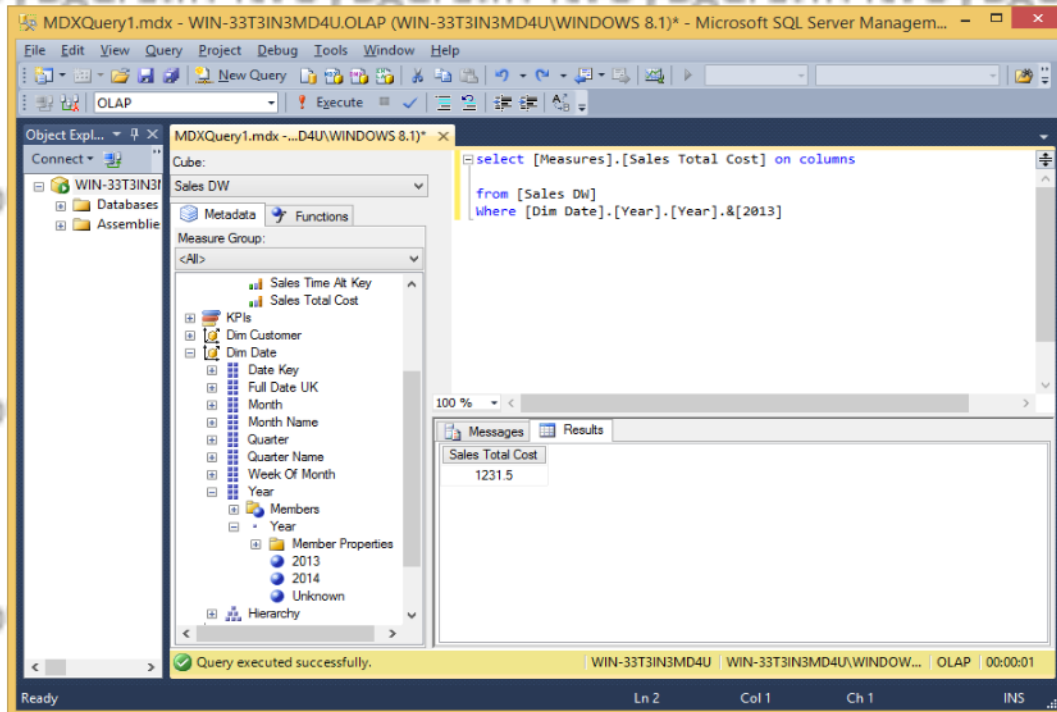 MDXQuery1.mdx - WIN-33T3IN3MD4U.OLAP (WIN-33T3IN3MD4U\WINDOWS 8.1)* - Microsoft SQL Server Managem...
File Edit View Query Project Debug Tools Window Help
New Query
OLAP Execute
Object Expl...
Connect
WIN-33T3IN3M
Databases
Assemblie
MDXQuery1.mdx -...D4U\WINDOWS 8.1)*
Cube:
Sales DW
Metadata Functions
Measure Group:
<All>
Sales Time Alt Key
Sales Total Cost
KPIs
Dim Customer
Dim Date
Date Key
Full Date UK
Month
Month Name
Quarter
Quarter Name
Week Of Month
Year
Members
Year
Member Properties
2013
2014
Unknown
Hierarchy
select [Measures].[Sales Total Cost] on columns
from [Sales DW]
Where [Dim Date].[Year].[Year].&[2013]
100 %
Messages Results
Sales Total Cost
1231.5
Query executed successfully. WIN-33T3IN3MD4U WIN-33T3IN3MD4U\WINDOW... OLAP 00:00:01
Ready Ln 2 Col 1 Ch 1 INS